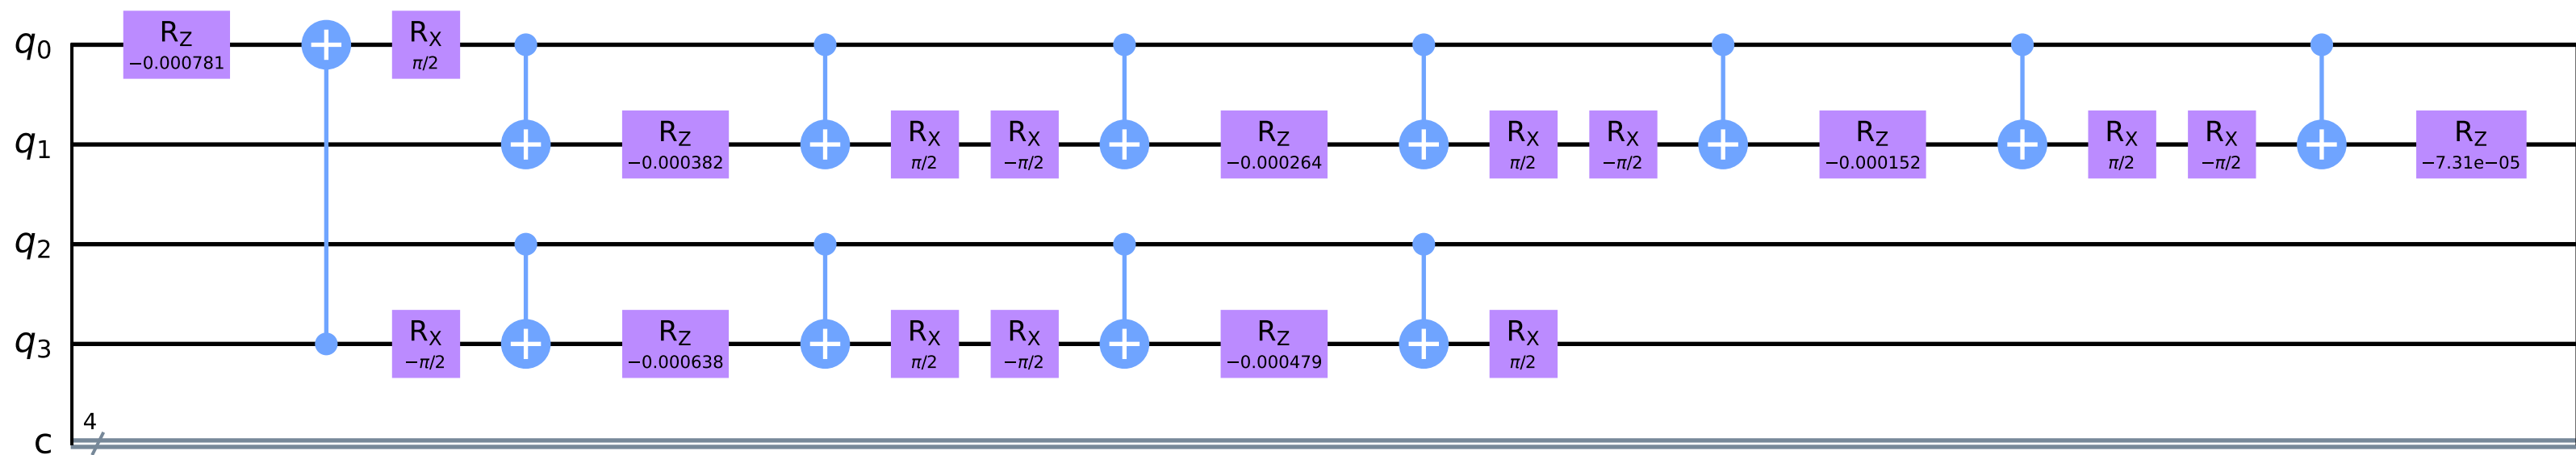 q0 RZ −0.000781 RX π/2
q1 RZ −0.000382 RX π/2 RX −π/2 RZ −0.000264 RX π/2 RX −π/2 RZ −0.000152 RX π/2 RX −π/2 RZ −7.31e−05
q2
q3 RX −π/2 RZ −0.000638 RX π/2 RX −π/2 RZ −0.000479 RX π/2
4
c